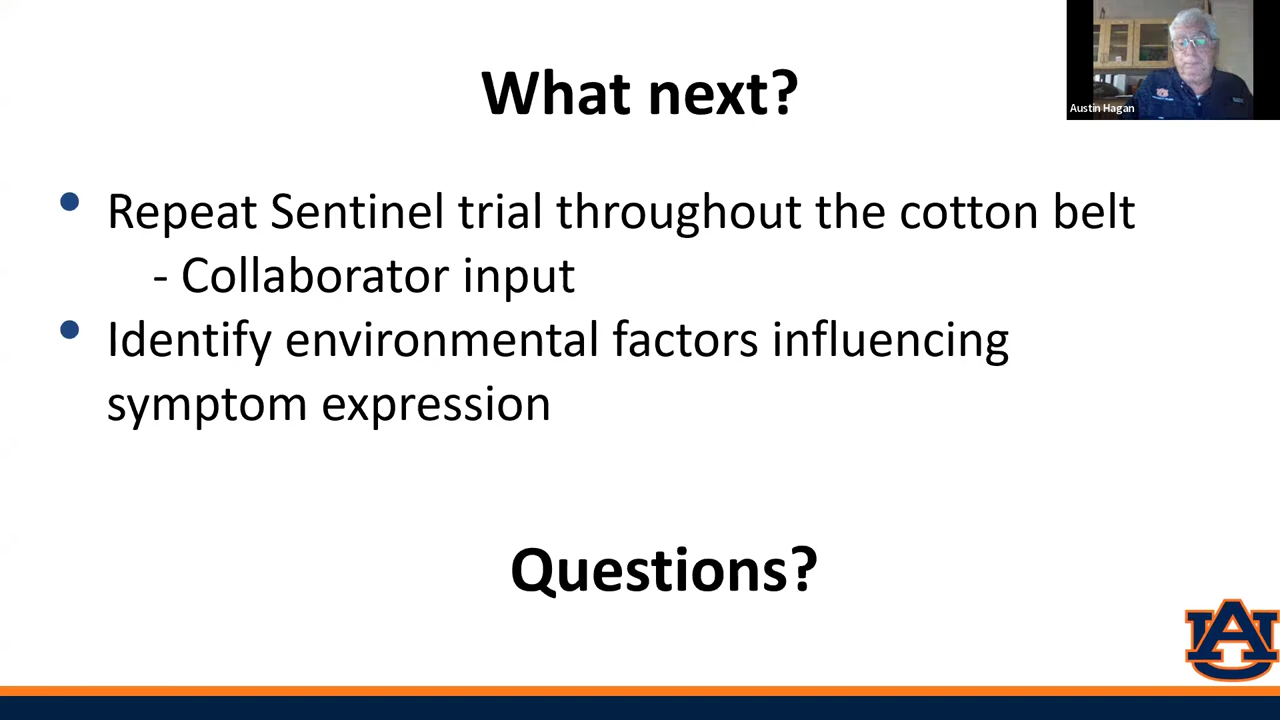 What next?
Austin Hagan
• Repeat Sentinel trial throughout the cotton belt
- Collaborator input
• Identify environmental factors influencing
symptom expression
Questions?
AU